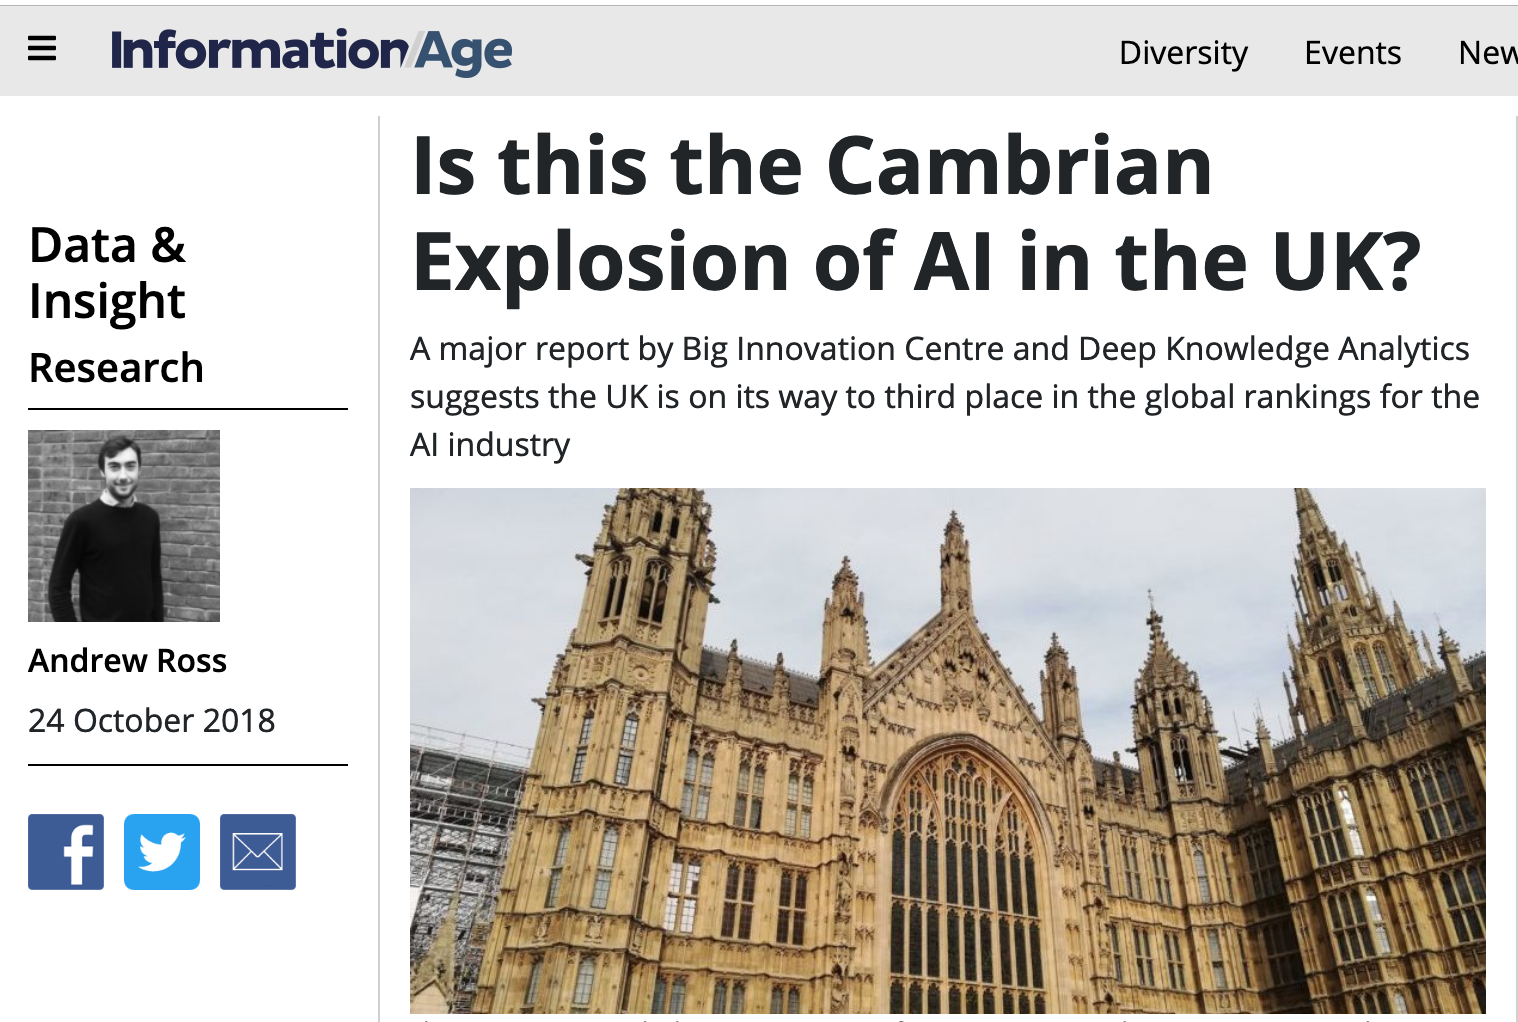 InformationAge
Diversity
Events
New
Data &
Insight
Research
Andrew Ross
24 October 2018
Is this the Cambrian
Explosion of AI in the UK?
A major report by Big Innovation Centre and Deep Knowledge Analytics
suggests the UK is on its way to third place in the global rankings for the
AI industry